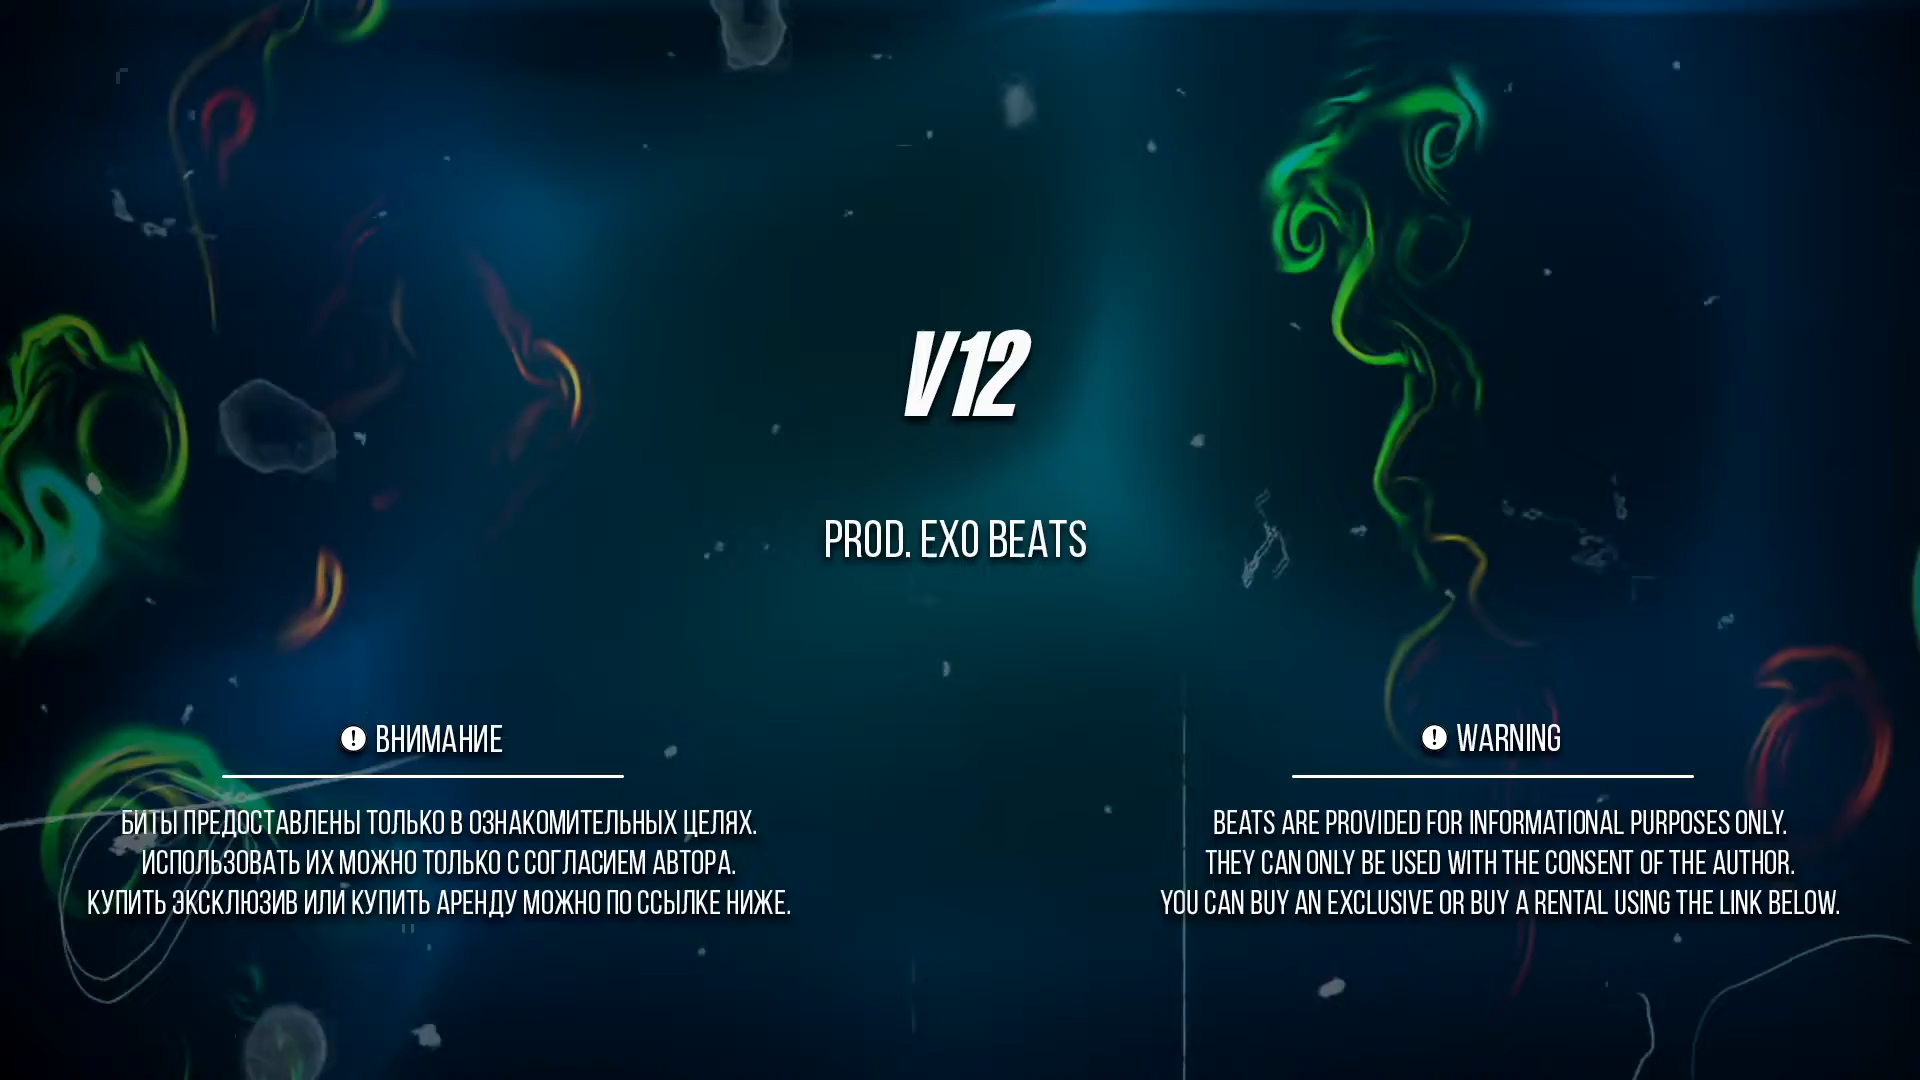 V12
PROD. EXO BEATS
ВНИМАНИЕ
БИТЫ ПРЕДОСТАВЛЕНЫ ТОЛЬКО В ОЗНАКОМИТЕЛЬНЫХ ЦЕЛЯХ.
ИСПОЛЬЗОВАТЬ ИХ МОЖНО ТОЛЬКО С СОГЛАСИЕМ АВТОРА.
КУПИТЬ ЭКСКЛЮЗИВ ИЛИ КУПИТЬ АРЕНДУ МОЖНО ПО ССЫЛКЕ НИЖЕ.
WARNING
BEATS ARE PROVIDED FOR INFORMATIONAL PURPOSES ONLY.
THEY CAN ONLY BE USED WITH THE CONSENT OF THE AUTHOR.
YOU CAN BUY AN EXCLUSIVE OR BUY A RENTAL USING THE LINK BELOW.